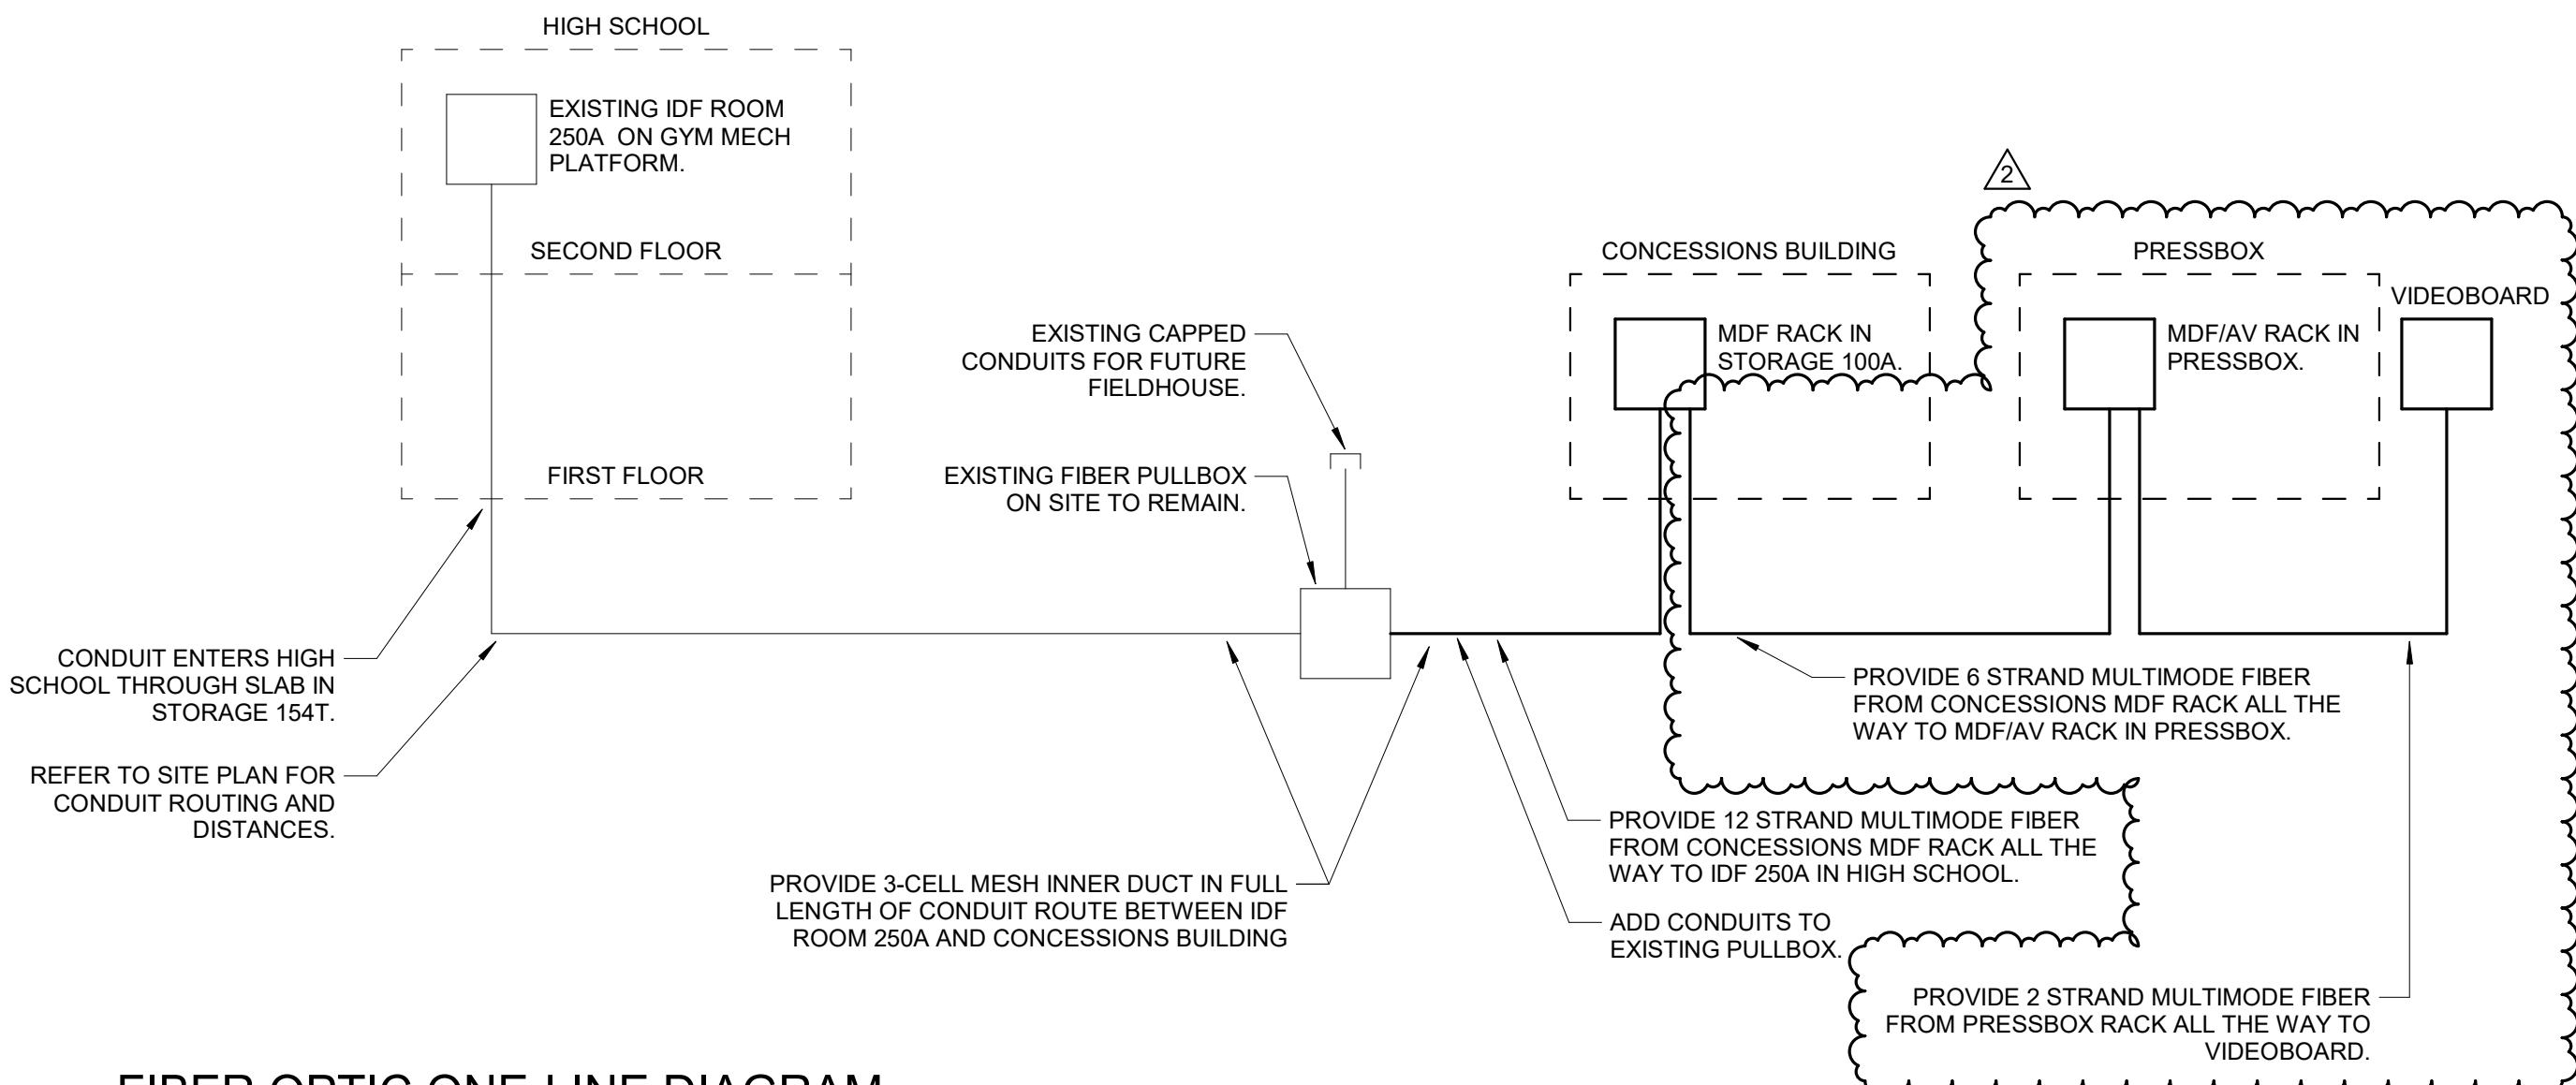 HIGH SCHOOL
EXISTING IDF ROOM
250A ON GYM MECH
PLATFORM.
SECOND FLOOR
FIRST FLOOR
CONDUIT ENTERS HIGH
SCHOOL THROUGH SLAB IN
STORAGE 154T.
REFER TO SITE PLAN FOR
CONDUIT ROUTING AND
DISTANCES.
EXISTING CAPPED
CONDUITS FOR FUTURE
FIELDHOUSE.
EXISTING FIBER PULLBOX
ON SITE TO REMAIN.
PROVIDE 3-CELL MESH INNER DUCT IN FULL
LENGTH OF CONDUIT ROUTE BETWEEN IDF
ROOM 250A AND CONCESSIONS BUILDING
2
CONCESSIONS BUILDING
MDF RACK IN
STORAGE 100A.
PRESSBOX
MDF/AV RACK IN
PRESSBOX.
VIDEOBOARD
PROVIDE 6 STRAND MULTIMODE FIBER
FROM CONCESSIONS MDF RACK ALL THE
WAY TO MDF/AV RACK IN PRESSBOX.
PROVIDE 12 STRAND MULTIMODE FIBER
FROM CONCESSIONS MDF RACK ALL THE
WAY TO IDF 250A IN HIGH SCHOOL.
ADD CONDUITS TO
EXISTING PULLBOX.
PROVIDE 2 STRAND MULTIMODE FIBER
FROM PRESSBOX RACK ALL THE WAY TO
VIDEOBOARD.
FIBER OPTIC ONE-LINE DIAGRAM